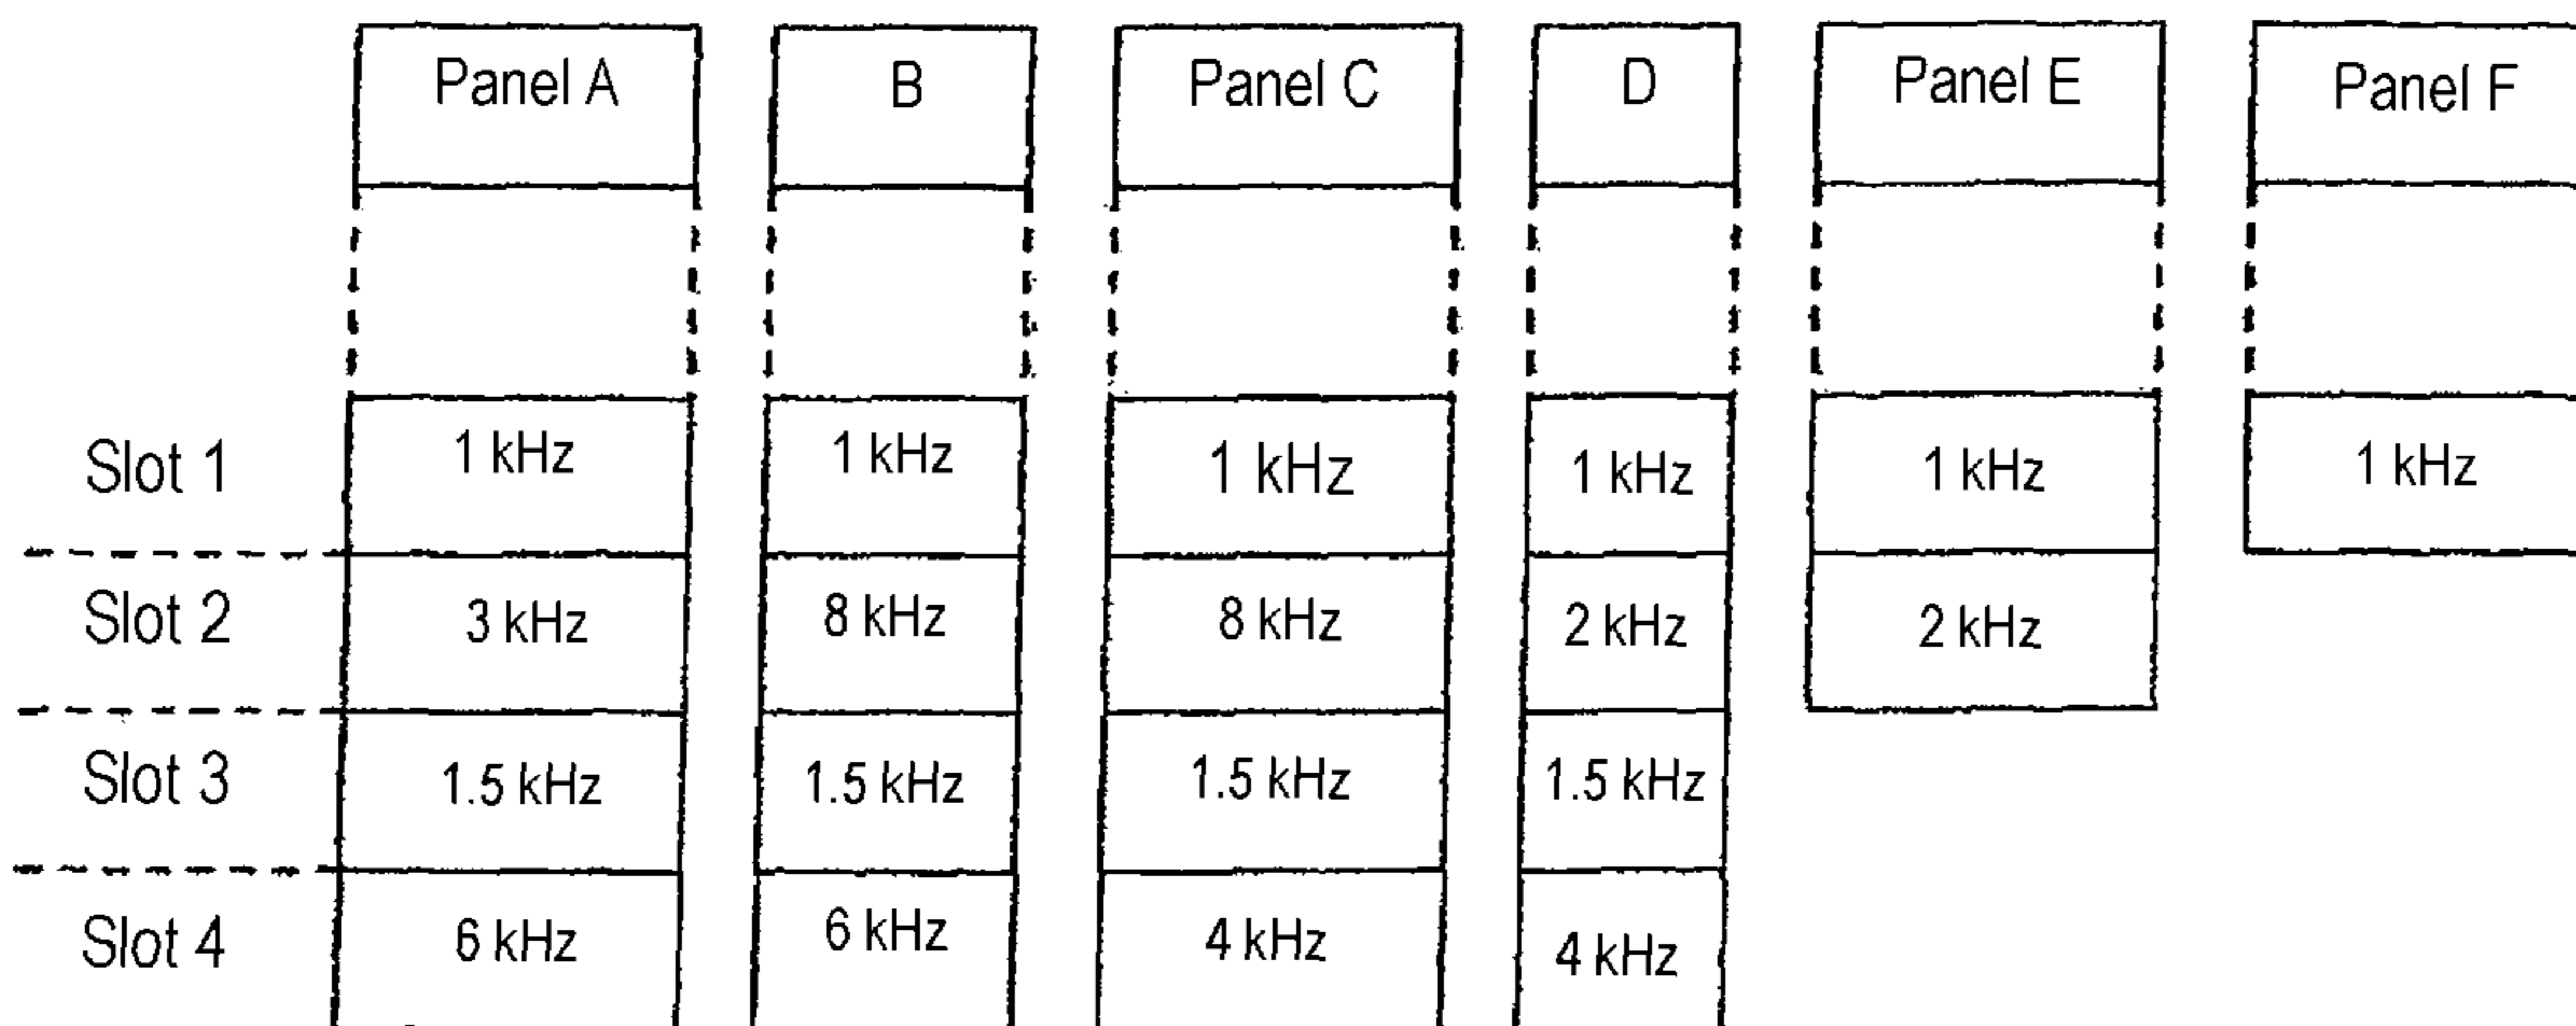 Panel A B Panel C D Panel E Panel F
Slot 1 1 kHz 1 kHz 1 kHz 1 kHz 1 kHz 1 kHz
Slot 2 3 kHz 8 kHz 8 kHz 2 kHz 2 kHz
Slot 3 1.5 kHz 1.5 kHz 1.5 kHz 1.5 kHz
Slot 4 6 kHz 6 kHz 4 kHz 4 kHz